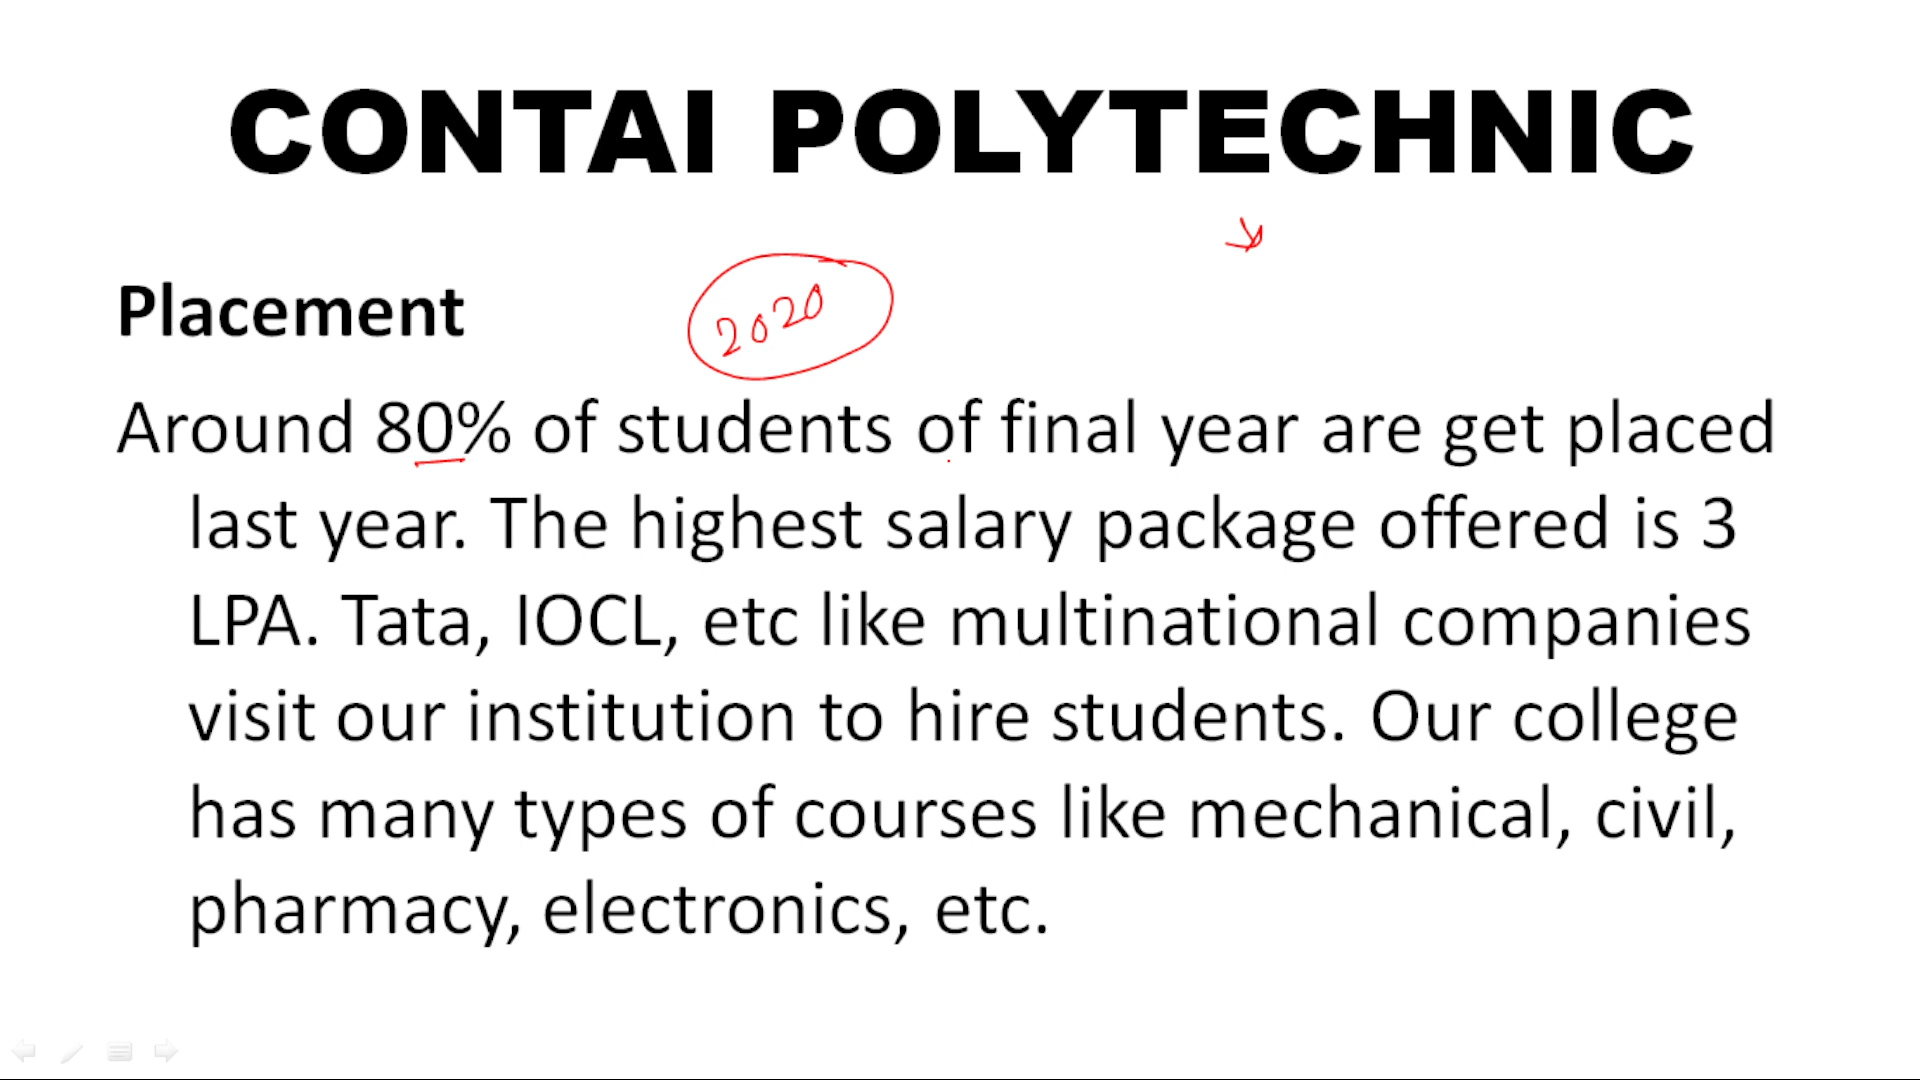 CONTAI POLYTECHNIC
Placement
2020
Around 80% of students of final year are get placed
last year. The highest salary package offered is 3
LPA. Tata, IOCL, etc like multinational companies
visit our institution to hire students. Our college
has many types of courses like mechanical, civil,
pharmacy, electronics, etc.